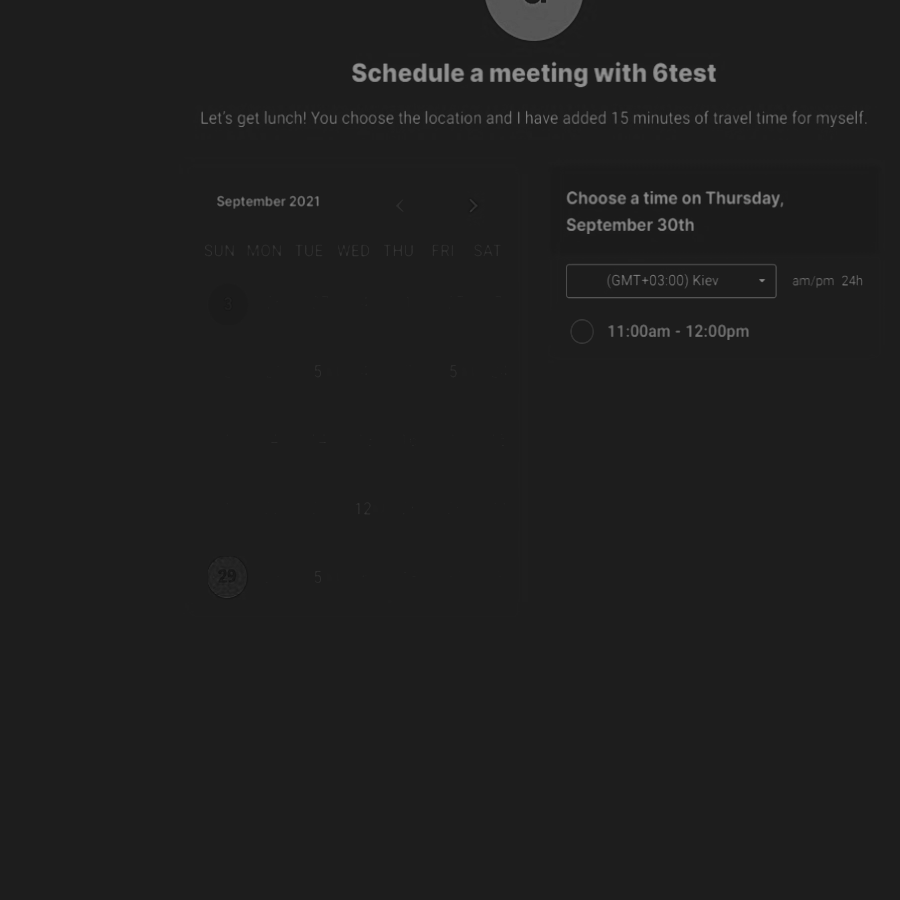 Schedule a meeting with 6test
Let's get lunch! You choose the location and I have added 15 minutes of travel time for myself.
September 2021
SUN MON TUE WED THU FRI SAT
5 5
12
29 5
Choose a time on Thursday,
September 30th
(GMT+03:00) Kiev am/pm 24h
11:00am - 12:00pm